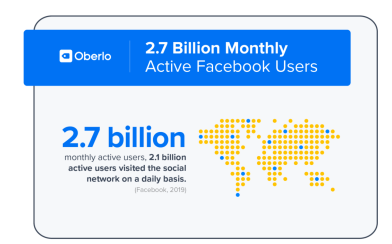 Oberlo
2.7 Billion Monthly
Active Facebook Users
2.7 billion
monthly active users, 2.1 billion
active users visited the social
network on a daily basis.
(Facebook, 2019)